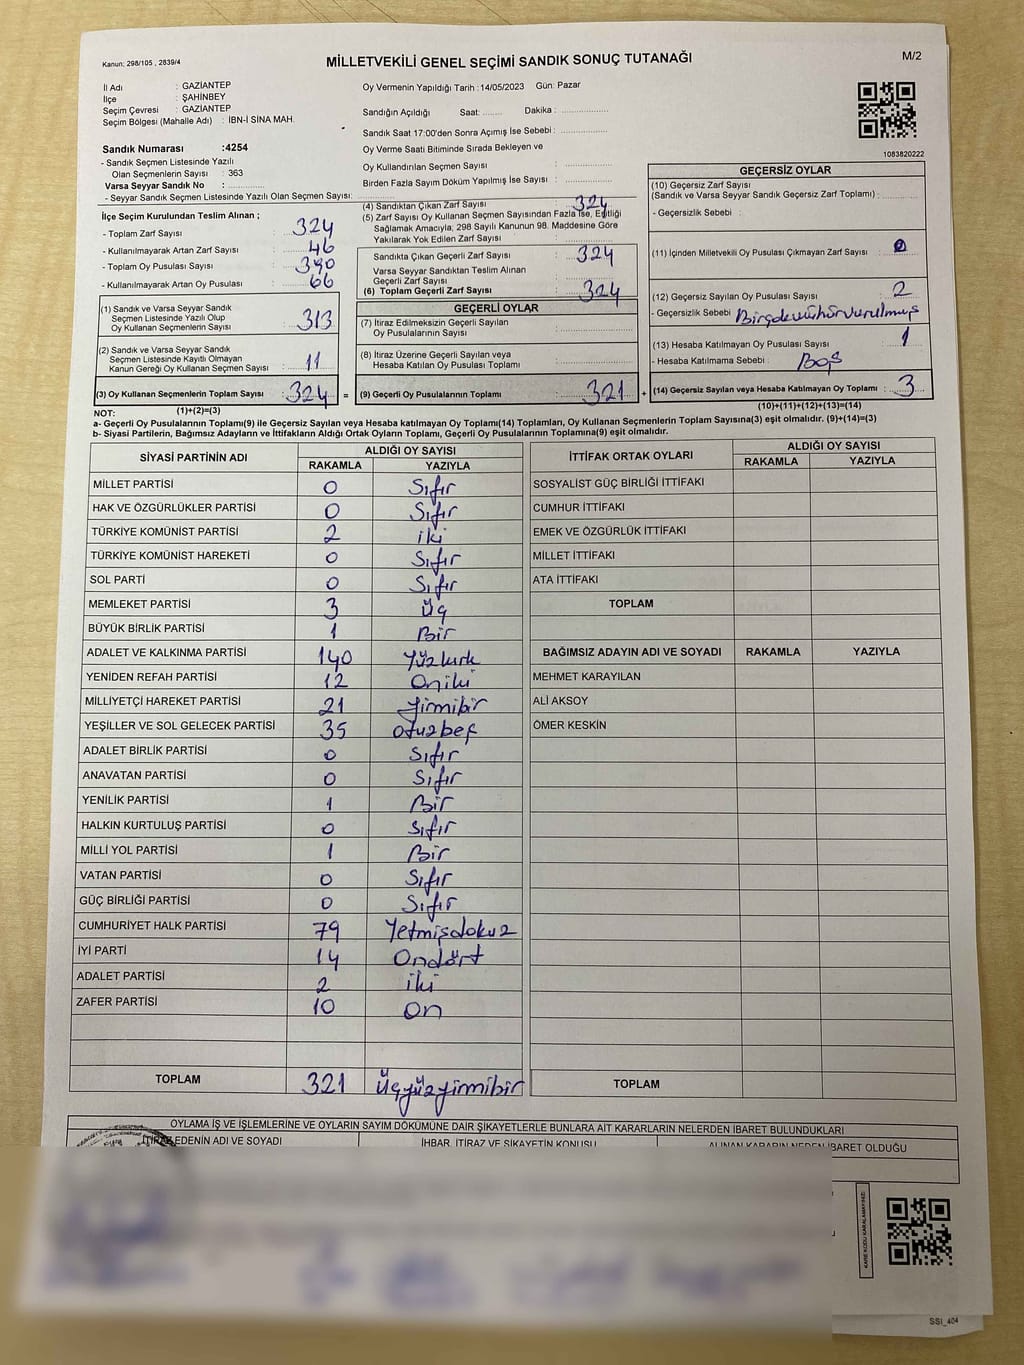 Kanun: 298/105 , 2839/4
MİLLETVEKİLİ GENEL SEÇİMİ SANDIK SONUÇ TUTANAĞI
M/2
İl Adı : GAZİANTEP
İlçe : ŞAHİNBEY
Seçim Çevresi : GAZİANTEP
Seçim Bölgesi (Mahalle Adı) : İBN-İ SİNA MAH.
Sandık Numarası :4254
- Sandık Seçmen Listesinde Yazılı
Olan Seçmenlerin Sayısı : 363
Varsa Seyyar Sandık No :
- Seyyar Sandık Seçmen Listesinde Yazılı Olan Seçmen Sayısı:
Oy Vermenin Yapıldığı Tarih :14/05/2023 Gün: Pazar
Sandığın Açıldığı Saat: Dakika :
Sandık Saat 17:00'den Sonra Açımış İse Sebebi :
Oy Verme Saati Bitiminde Sırada Bekleyen ve
Oy Kullandırılan Seçmen Sayısı :
Birden Fazla Sayım Döküm Yapılmış İse Sayısı :
1083820222
İlçe Seçim Kurulundan Teslim Alınan ;
- Toplam Zarf Sayısı : 324
- Kullanılmayarak Artan Zarf Sayısı : 46
- Toplam Oy Pusulası Sayısı : 390
- Kullanılmayarak Artan Oy Pusulası : 66
(4) Sandıktan Çıkan Zarf Sayısı : 324
(5) Zarf Sayısı Oy Kullanan Seçmen Sayısından Fazla İse, Eşitliği
Sağlamak Amacıyla; 298 Sayılı Kanunun 98. Maddesine Göre
Yakılarak Yok Edilen Zarf Sayısı :
Sandıkta Çıkan Geçerli Zarf Sayısı : 324
Varsa Seyyar Sandıktan Teslim Alınan
Geçerli Zarf Sayısı :
(6) Toplam Geçerli Zarf Sayısı : 324
GEÇERSİZ OYLAR
(10) Geçersiz Zarf Sayısı
(Sandık ve Varsa Seyyar Sandık Geçersiz Zarf Toplamı) :
- Geçersizlik Sebebi :
(11) İçinden Milletvekili Oy Pusulası Çıkmayan Zarf Sayısı : 0
(12) Geçersiz Sayılan Oy Pusulası Sayısı : 2
- Geçersizlik Sebebi : Birçok mühür vurulmuş
(13) Hesaba Katılmayan Oy Pusulası Sayısı : 1
- Hesaba Katılmama Sebebi : Boş
(1) Sandık ve Varsa Seyyar Sandık
Seçmen Listesinde Yazılı Olup
Oy Kullanan Seçmenlerin Sayısı : 313
(2) Sandık ve Varsa Seyyar Sandık
Seçmen Listesinde Kayıtlı Olmayan
Kanun Gereği Oy Kullanan Seçmen Sayısı : 11
(3) Oy Kullanan Seçmenlerin Toplam Sayısı : 324
GEÇERLİ OYLAR
(7) İtiraz Edilmeksizin Geçerli Sayılan
Oy Pusulalarının Sayısı :
(8) İtiraz Üzerine Geçerli Sayılan veya
Hesaba Katılan Oy Pusulası Toplamı :
= (9) Geçerli Oy Pusulalarının Toplamı : 321
+ (14) Geçersiz Sayılan veya Hesaba Katılmayan Oy Toplamı : 3
NOT: (1)+(2)=(3)
(10)+(11)+(12)+(13)=(14)
a- Geçerli Oy Pusulalarının Toplamı(9) ile Geçersiz Sayılan veya Hesaba katılmayan Oy Toplamı(14) Toplamları, Oy Kullanan Seçmenlerin Toplam Sayısına(3) eşit olmalıdır. (9)+(14)=(3)
b- Siyasi Partilerin, Bağımsız Adayların ve İttifakların Aldığı Ortak Oyların Toplamı, Geçerli Oy Pusulalarının Toplamına(9) eşit olmalıdır.
SİYASİ PARTİNİN ADI ALDIĞI OY SAYISI
RAKAMLA YAZIYLA
MİLLET PARTİSİ 0 Sıfır
HAK VE ÖZGÜRLÜKLER PARTİSİ 0 Sıfır
TÜRKİYE KOMÜNİST PARTİSİ 2 iki
TÜRKİYE KOMÜNİST HAREKETİ 0 Sıfır
SOL PARTİ 0 Sıfır
MEMLEKET PARTİSİ 3 üç
BÜYÜK BİRLİK PARTİSİ 1 Bir
ADALET VE KALKINMA PARTİSİ 140 Yüzkırk
YENİDEN REFAH PARTİSİ 12 Oniki
MİLLİYETÇİ HAREKET PARTİSİ 21 Yirmibir
YEŞİLLER VE SOL GELECEK PARTİSİ 35 otuzbeş
ADALET BİRLİK PARTİSİ 0 Sıfır
ANAVATAN PARTİSİ 0 Sıfır
YENİLİK PARTİSİ 1 Bir
HALKIN KURTULUŞ PARTİSİ 0 Sıfır
MİLLİ YOL PARTİSİ 1 Bir
VATAN PARTİSİ 0 Sıfır
GÜÇ BİRLİĞİ PARTİSİ 0 Sıfır
CUMHURİYET HALK PARTİSİ 79 Yetmişdokuz
İYİ PARTİ 14 Ondört
ADALET PARTİSİ 2 iki
ZAFER PARTİSİ 10 On
TOPLAM 321 üçyüzyirmibir
İTTİFAK ORTAK OYLARI ALDIĞI OY SAYISI
RAKAMLA YAZIYLA
SOSYALİST GÜÇ BİRLİĞİ İTTİFAKI
CUMHUR İTTİFAKI
EMEK VE ÖZGÜRLÜK İTTİFAKI
MİLLET İTTİFAKI
ATA İTTİFAKI
TOPLAM
BAĞIMSIZ ADAYIN ADI VE SOYADI RAKAMLA YAZIYLA
MEHMET KARAYILAN
ALİ AKSOY
ÖMER KESKİN
TOPLAM
OYLAMA İŞ VE İŞLEMLERİNE VE OYLARIN SAYIM DÖKÜMÜNE DAİR ŞİKAYETLERLE BUNLARA AİT KARARLARIN NELERDEN İBARET BULUNDUKLARI
İTİRAZ EDENİN ADI VE SOYADI İHBAR, İTİRAZ VE ŞİKAYETİN KONUSU ALINAN KARARIN NEDEN İBARET OLDUĞU
KARE KODU KARALAMAYINIZ!
SSİ_404